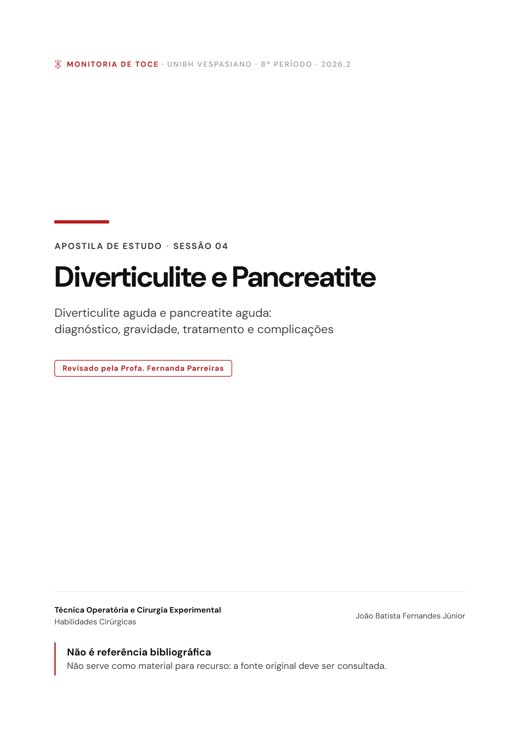 MONITORIA DE TOCE · UNIBH VESPASIANO · 8º PERÍODO · 2026.2
APOSTILA DE ESTUDO · SESSÃO 04
Diverticulite e Pancreatite
Diverticulite aguda e pancreatite aguda:
diagnóstico, gravidade, tratamento e complicações
Revisado pela Profa. Fernanda Parreiras
Técnica Operatória e Cirurgia Experimental
Habilidades Cirúrgicas
João Batista Fernandes Júnior
Não é referência bibliográfica
Não serve como material para recurso: a fonte original deve ser consultada.